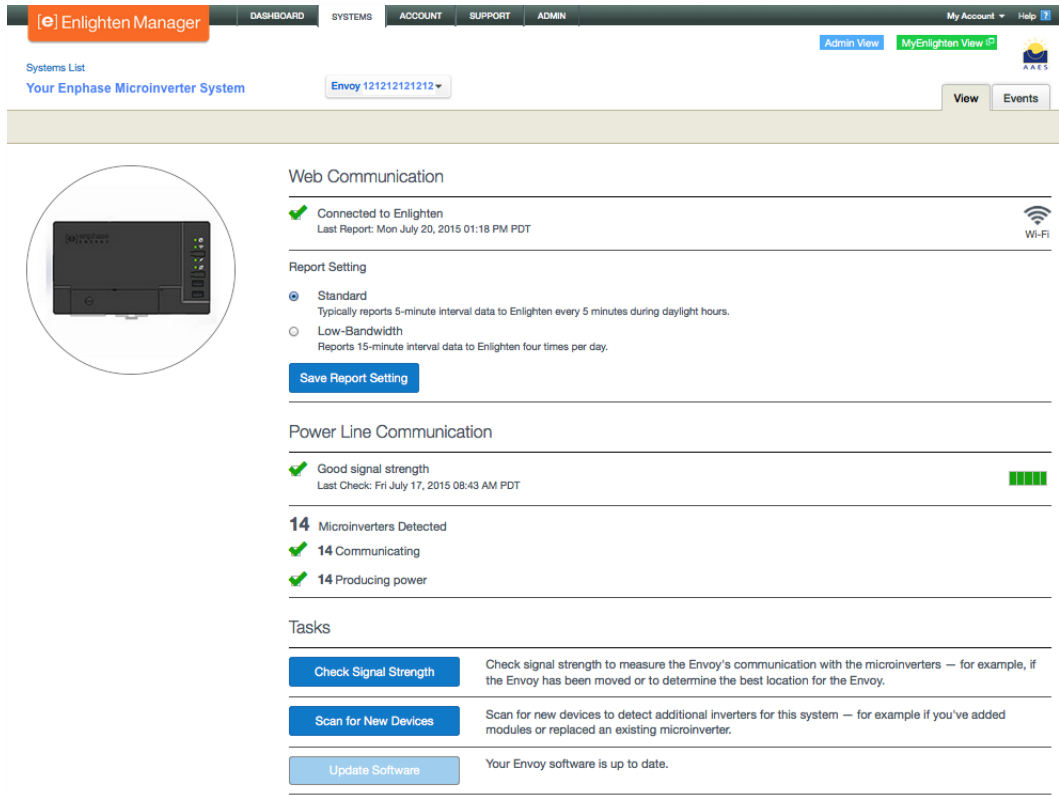 [e] Enlighten Manager
DASHBOARD SYSTEMS ACCOUNT SUPPORT ADMIN
My Account Help ?
Admin View MyEnlighten View
AAES
Systems List
Your Enphase Microinverter System
Envoy 121212121212
View Events
[e] enphase
ENERGY
Web Communication
Connected to Enlighten
Last Report: Mon July 20, 2015 01:18 PM PDT
Wi-Fi
Report Setting
Standard
Typically reports 5-minute interval data to Enlighten every 5 minutes during daylight hours.
Low-Bandwidth
Reports 15-minute interval data to Enlighten four times per day.
Save Report Setting
Power Line Communication
Good signal strength
Last Check: Fri July 17, 2015 08:43 AM PDT
14 Microinverters Detected
14 Communicating
14 Producing power
Tasks
Check Signal Strength
Check signal strength to measure the Envoy's communication with the microinverters — for example, if
the Envoy has been moved or to determine the best location for the Envoy.
Scan for New Devices
Scan for new devices to detect additional inverters for this system — for example if you've added
modules or replaced an existing microinverter.
Update Software
Your Envoy software is up to date.